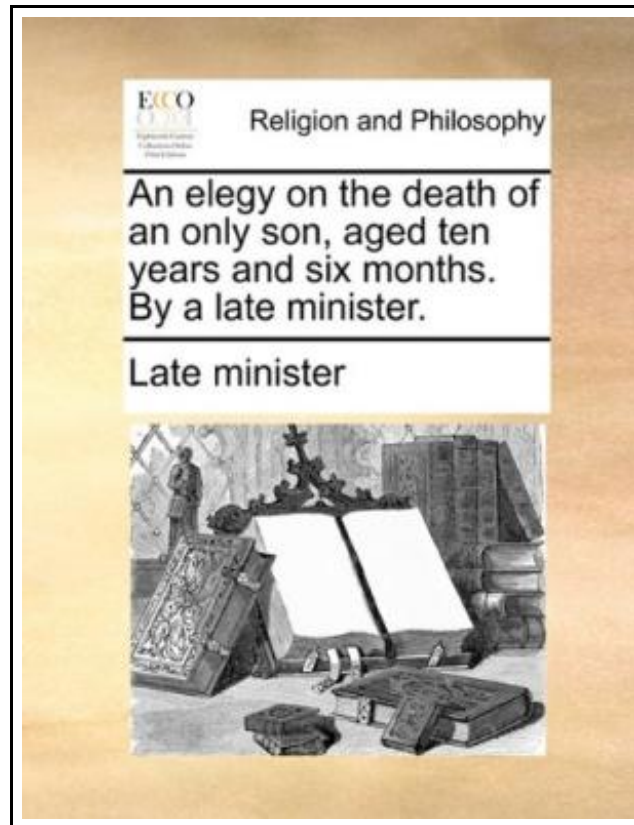 ECCO
Religion and Philosophy
An elegy on the death of
an only son, aged ten
years and six months.
By a late minister.
Late minister